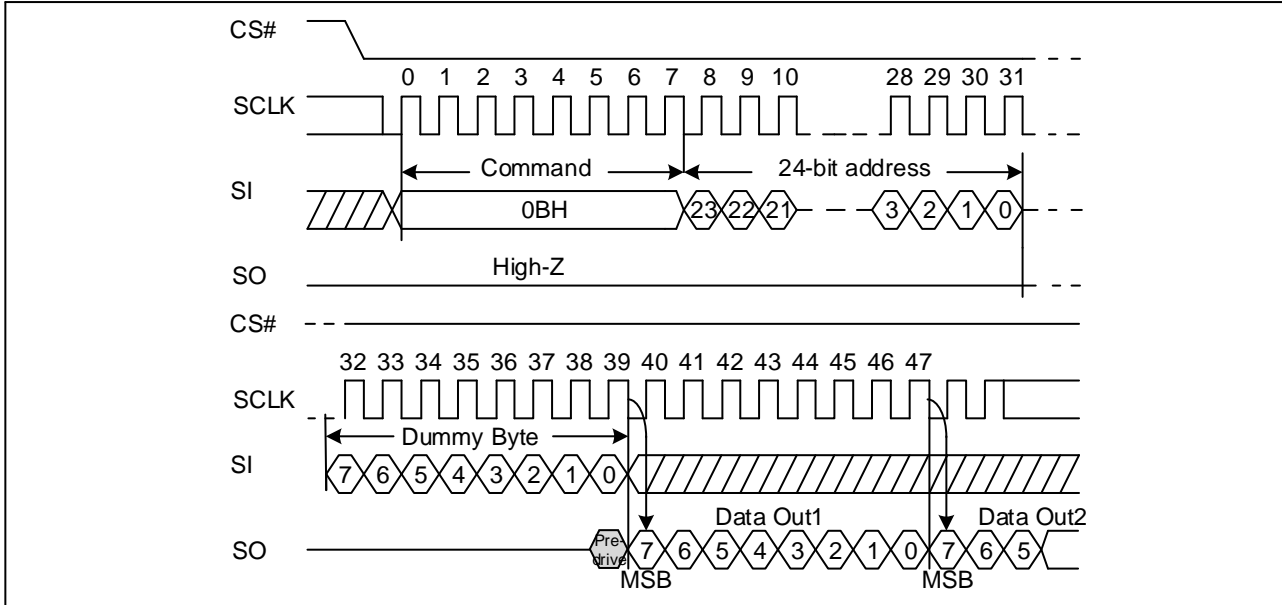 CS#
0 1 2 3 4 5 6 7 8 9 10 28 29 30 31
SCLK
Command 24-bit address
SI
0BH 23 22 21 3 2 1 0
High-Z
SO
CS#
32 33 34 35 36 37 38 39 40 41 42 43 44 45 46 47
SCLK
Dummy Byte
SI
7 6 5 4 3 2 1 0
Data Out1 Data Out2
SO Pre-
drive 7 6 5 4 3 2 1 0 7 6 5
MSB MSB